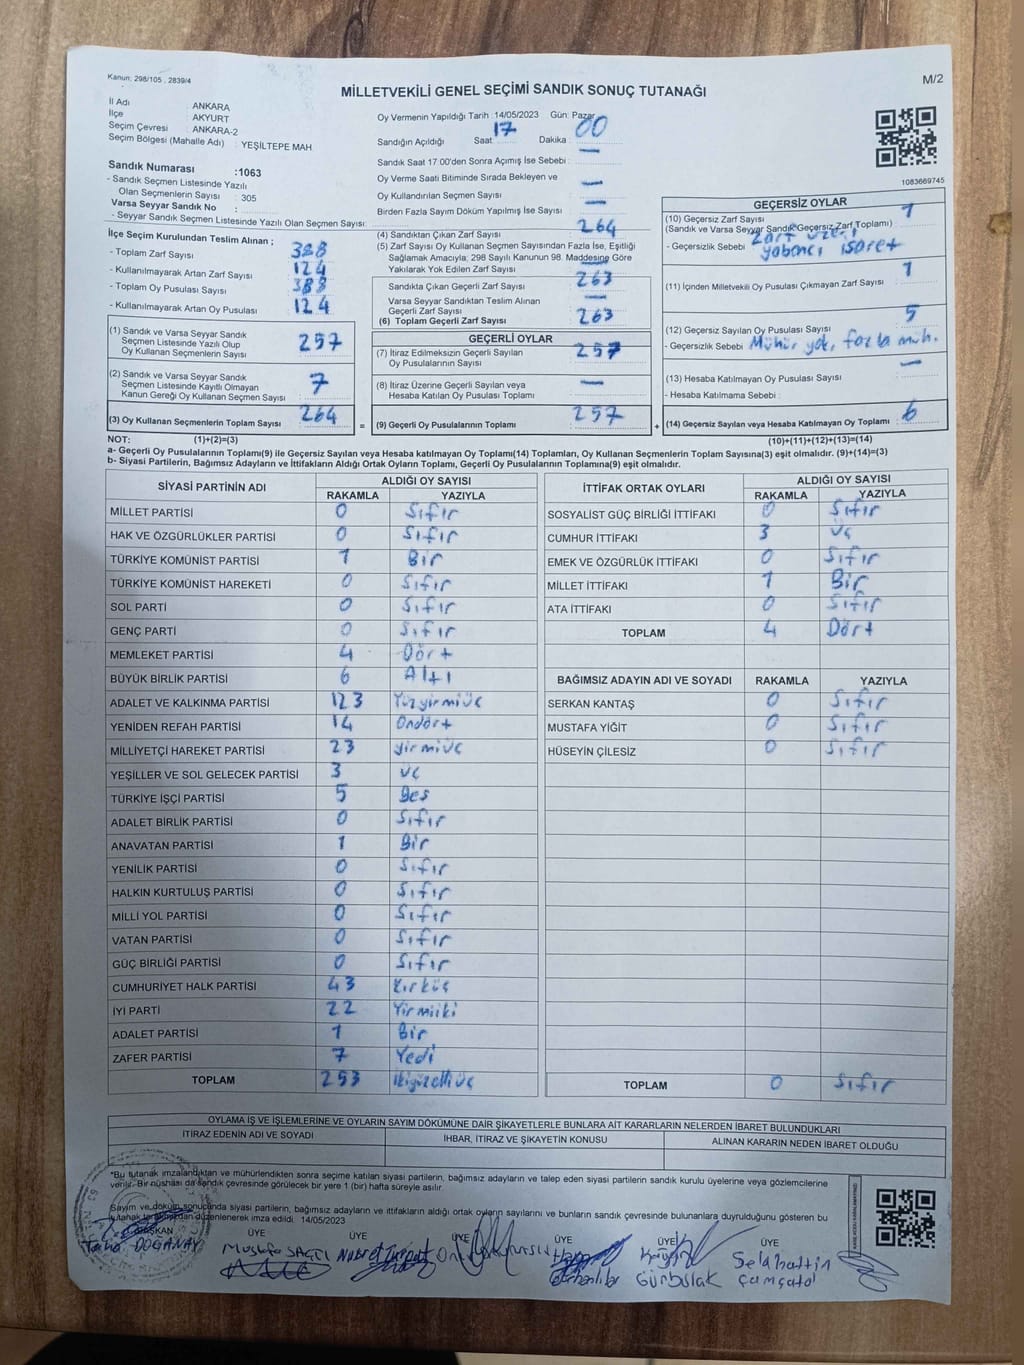 Kanun: 298/105 , 2839/4
M/2
MİLLETVEKİLİ GENEL SEÇİMİ SANDIK SONUÇ TUTANAĞI
İl Adı : ANKARA
İlçe : AKYURT
Seçim Çevresi : ANKARA-2
Seçim Bölgesi (Mahalle Adı) : YEŞİLTEPE MAH
Oy Vermenin Yapıldığı Tarih :14/05/2023 Gün: Pazar
Sandığın Açıldığı Saat 17 Dakika : 00
Sandık Saat 17 00'den Sonra Açılmış İse Sebebi : —
Oy Verme Saati Bitiminde Sırada Bekleyen ve
Oy Kullandırılan Seçmen Sayısı : —
Birden Fazla Sayım Döküm Yapılmış İse Sayısı : —
1083669745
Sandık Numarası :1063
- Sandık Seçmen Listesinde Yazılı
Olan Seçmenlerin Sayısı : 305
Varsa Seyyar Sandık No :
- Seyyar Sandık Seçmen Listesinde Yazılı Olan Seçmen Sayısı:
İlçe Seçim Kurulundan Teslim Alınan ;
- Toplam Zarf Sayısı : 388
- Kullanılmayarak Artan Zarf Sayısı : 124
- Toplam Oy Pusulası Sayısı : 388
- Kullanılmayarak Artan Oy Pusulası : 124
(1) Sandık ve Varsa Seyyar Sandık
Seçmen Listesinde Yazılı Olup
Oy Kullanan Seçmenlerin Sayısı : 257
(2) Sandık ve Varsa Seyyar Sandık
Seçmen Listesinde Kayıtlı Olmayan
Kanun Gereği Oy Kullanan Seçmen Sayısı : 7
(3) Oy Kullanan Seçmenlerin Toplam Sayısı : 264
(4) Sandıktan Çıkan Zarf Sayısı : 264
(5) Zarf Sayısı Oy Kullanan Seçmen Sayısından Fazla İse, Eşitliği
Sağlamak Amacıyla; 298 Sayılı Kanunun 98. Maddesine Göre
Yakılarak Yok Edilen Zarf Sayısı : —
Sandıkta Çıkan Geçerli Zarf Sayısı : 263
Varsa Seyyar Sandıktan Teslim Alınan
Geçerli Zarf Sayısı : —
(6) Toplam Geçerli Zarf Sayısı : 263
GEÇERLİ OYLAR
(7) İtiraz Edilmeksizin Geçerli Sayılan
Oy Pusulalarının Sayısı : 257
(8) İtiraz Üzerine Geçerli Sayılan veya
Hesaba Katılan Oy Pusulası Toplamı : —
= (9) Geçerli Oy Pusulalarının Toplamı : 257
GEÇERSİZ OYLAR
(10) Geçersiz Zarf Sayısı : 1
(Sandık ve Varsa Seyyar Sandık Geçersiz Zarf Toplamı)
- Geçersizlik Sebebi : Zarf üzeri
yabancı işaret
(11) İçinden Milletvekili Oy Pusulası Çıkmayan Zarf Sayısı : 1
(12) Geçersiz Sayılan Oy Pusulası Sayısı : 5
- Geçersizlik Sebebi : Mühür yok, fazla müh.
(13) Hesaba Katılmayan Oy Pusulası Sayısı : —
- Hesaba Katılmama Sebebi :
+ (14) Geçersiz Sayılan veya Hesaba Katılmayan Oy Toplamı : 6
NOT: (1)+(2)=(3) (10)+(11)+(12)+(13)=(14)
a- Geçerli Oy Pusulalarının Toplamı(9) ile Geçersiz Sayılan veya Hesaba Katılmayan Oy Toplamı(14) Toplamları, Oy Kullanan Seçmenlerin Toplam Sayısına(3) eşit olmalıdır. (9)+(14)=(3)
b- Siyasi Partilerin, Bağımsız Adayların ve İttifakların Aldığı Ortak Oyların Toplamı, Geçerli Oy Pusulalarının Toplamına(9) eşit olmalıdır.
SİYASİ PARTİNİN ADI ALDIĞI OY SAYISI
RAKAMLA YAZIYLA
MİLLET PARTİSİ 0 Sıfır
HAK VE ÖZGÜRLÜKLER PARTİSİ 0 Sıfır
TÜRKİYE KOMÜNİST PARTİSİ 1 Bir
TÜRKİYE KOMÜNİST HAREKETİ 0 Sıfır
SOL PARTİ 0 Sıfır
GENÇ PARTİ 0 Sıfır
MEMLEKET PARTİSİ 4 Dört
BÜYÜK BİRLİK PARTİSİ 6 Altı
ADALET VE KALKINMA PARTİSİ 123 Yüzyirmiüç
YENİDEN REFAH PARTİSİ 14 Ondört
MİLLİYETÇİ HAREKET PARTİSİ 23 yirmiüç
YEŞİLLER VE SOL GELECEK PARTİSİ 3 üç
TÜRKİYE İŞÇİ PARTİSİ 5 Beş
ADALET BİRLİK PARTİSİ 0 Sıfır
ANAVATAN PARTİSİ 1 Bir
YENİLİK PARTİSİ 0 Sıfır
HALKIN KURTULUŞ PARTİSİ 0 Sıfır
MİLLİ YOL PARTİSİ 0 Sıfır
VATAN PARTİSİ 0 Sıfır
GÜÇ BİRLİĞİ PARTİSİ 0 Sıfır
CUMHURİYET HALK PARTİSİ 43 Kırküç
İYİ PARTİ 22 Yirmiiki
ADALET PARTİSİ 1 Bir
ZAFER PARTİSİ 7 Yedi
TOPLAM 253 ikiyüzelliüç
İTTİFAK ORTAK OYLARI ALDIĞI OY SAYISI
RAKAMLA YAZIYLA
SOSYALİST GÜÇ BİRLİĞİ İTTİFAKI 0 Sıfır
CUMHUR İTTİFAKI 3 üç
EMEK VE ÖZGÜRLÜK İTTİFAKI 0 Sıfır
MİLLET İTTİFAKI 1 Bir
ATA İTTİFAKI 0 Sıfır
TOPLAM 4 Dört
BAĞIMSIZ ADAYIN ADI VE SOYADI RAKAMLA YAZIYLA
SERKAN KANTAŞ 0 Sıfır
MUSTAFA YİĞİT 0 Sıfır
HÜSEYİN ÇİLESİZ 0 Sıfır
TOPLAM 0 Sıfır
OYLAMA İŞ VE İŞLEMLERİNE VE OYLARIN SAYIM DÖKÜMÜNE DAİR ŞİKAYETLERLE BUNLARA AİT KARARLARIN NELERDEN İBARET BULUNDUKLARI
İTİRAZ EDENİN ADI VE SOYADI İHBAR, İTİRAZ VE ŞİKAYETİN KONUSU ALINAN KARARIN NEDEN İBARET OLDUĞU
*Bu tutanak imzalandıktan ve mühürlendikten sonra seçime katılan siyasi partilerin, bağımsız adayların ve talep eden siyasi partilerin sandık kurulu üyelerine veya gözlemcilerine
verilir. Bir nüshası da sandık çevresinde görülecek bir yere 1 (bir) hafta süreyle asılır.
Sayım ve döküm sonucunda siyasi partilerin, bağımsız adayların ve ittifakların aldığı ortak oyların sayılarını ve bunların sandık çevresinde bulunanlara duyrulduğunu gösteren bu
tutanak tarafımızdan düzenlenerek imza edildi. 14/05/2023
BAŞKAN ÜYE ÜYE ÜYE ÜYE ÜYE ÜYE
DOĞANAY Mustafa Selahattin
Gürbulak Çamçatal